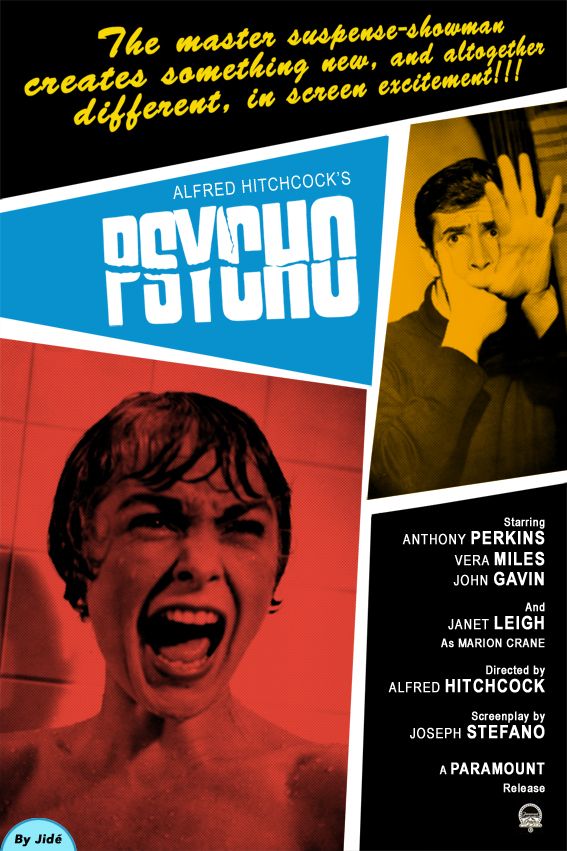 The master suspense-showman
creates something new, and altogether
different, in screen excitement!!!
ALFRED HITCHCOCK'S
PSYCHO
Starring
ANTHONY PERKINS
VERA MILES
JOHN GAVIN
And
JANET LEIGH
As MARION CRANE
Directed by
ALFRED HITCHCOCK
Screenplay by
JOSEPH STEFANO
A PARAMOUNT
Release
By Jidé